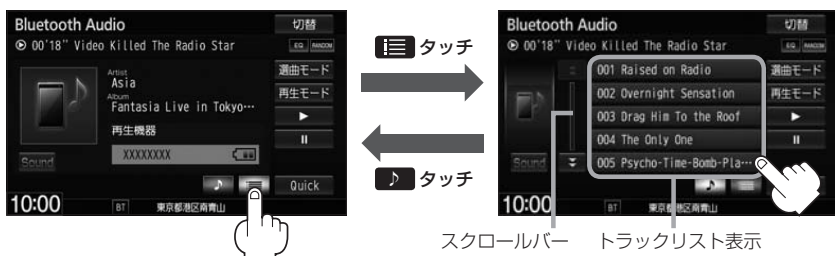 Bluetooth Audio
切替
00'18" Video Killed The Radio Star
EQ RANDOM
Artist
Asia
Album
Fantasia Live in Tokyo…
再生機器
XXXXXXXX
選曲モード
再生モード
Sound
Quick
10:00
BT
東京都港区南青山
タッチ
タッチ
Bluetooth Audio
切替
00'18" Video Killed The Radio Star
EQ RANDOM
001 Raised on Radio
002 Overnight Sensation
003 Drag Him To the Roof
004 The Only One
005 Psycho-Time-Bomb-Pla…
選曲モード
再生モード
Sound
10:00
BT
東京都港区南青山
スクロールバー
トラックリスト表示